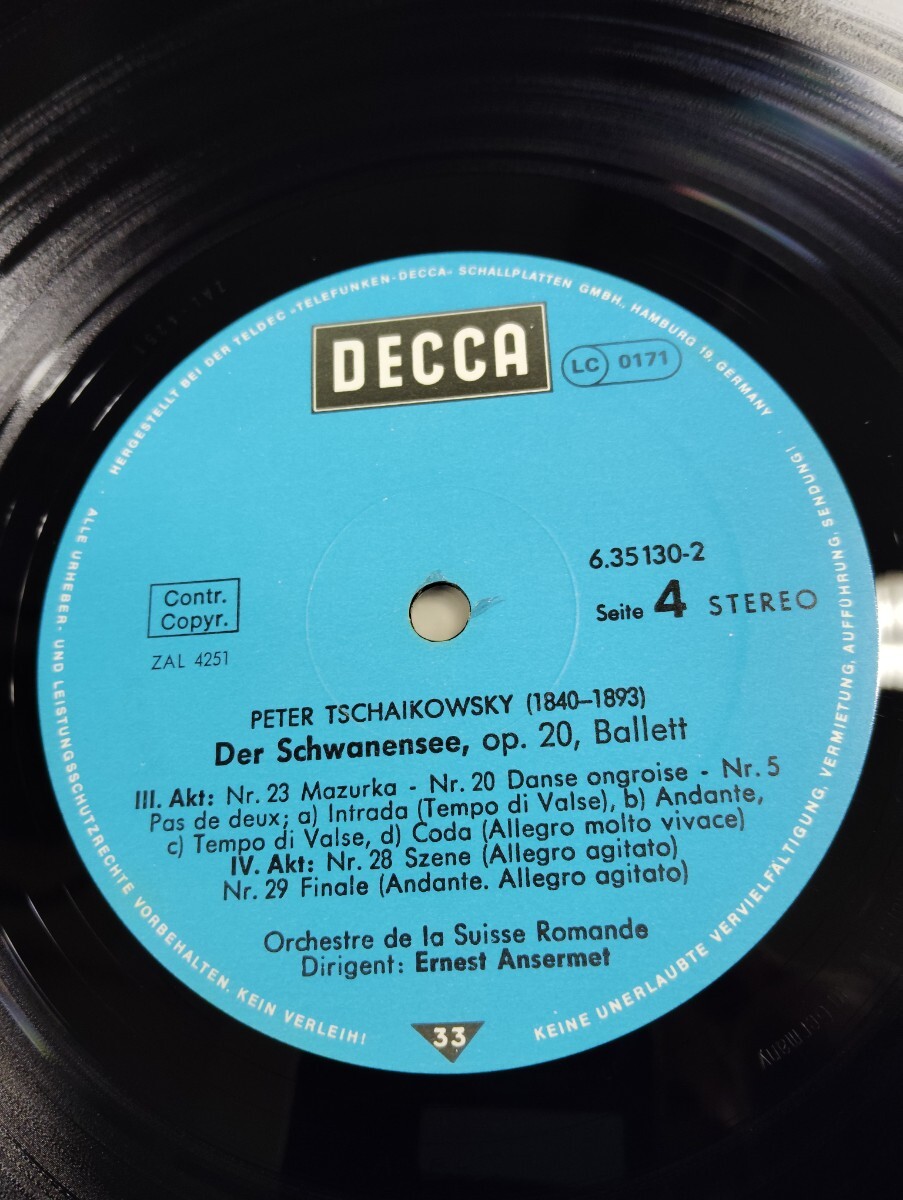 HERGESTELLT BEI DER TELDEC »TELEFUNKEN-DECCA« SCHALLPLATTEN GMBH., HAMBURG 19, GERMANY
DECCA
LC 0171
6.35130-2
Seite 4 STEREO
Contr.
Copyr.
ZAL 4251
PETER TSCHAIKOWSKY (1840–1893)
Der Schwanensee, op. 20, Ballett
III. Akt: Nr. 23 Mazurka - Nr. 20 Danse ongroise - Nr. 5
Pas de deux; a) Intrada (Tempo di Valse), b) Andante,
c) Tempo di Valse, d) Coda (Allegro molto vivace)
IV. Akt: Nr. 28 Szene (Allegro agitato)
Nr. 29 Finale (Andante. Allegro agitato)
Orchestre de la Suisse Romande
Dirigent: Ernest Ansermet
33
ALLE URHEBER- UND LEISTUNGSSCHUTZRECHTE VORBEHALTEN. KEIN VERLEIH!
KEINE UNERLAUBTE VERVIELFÄLTIGUNG, VERMIETUNG, AUFFÜHRUNG, SENDUNG!